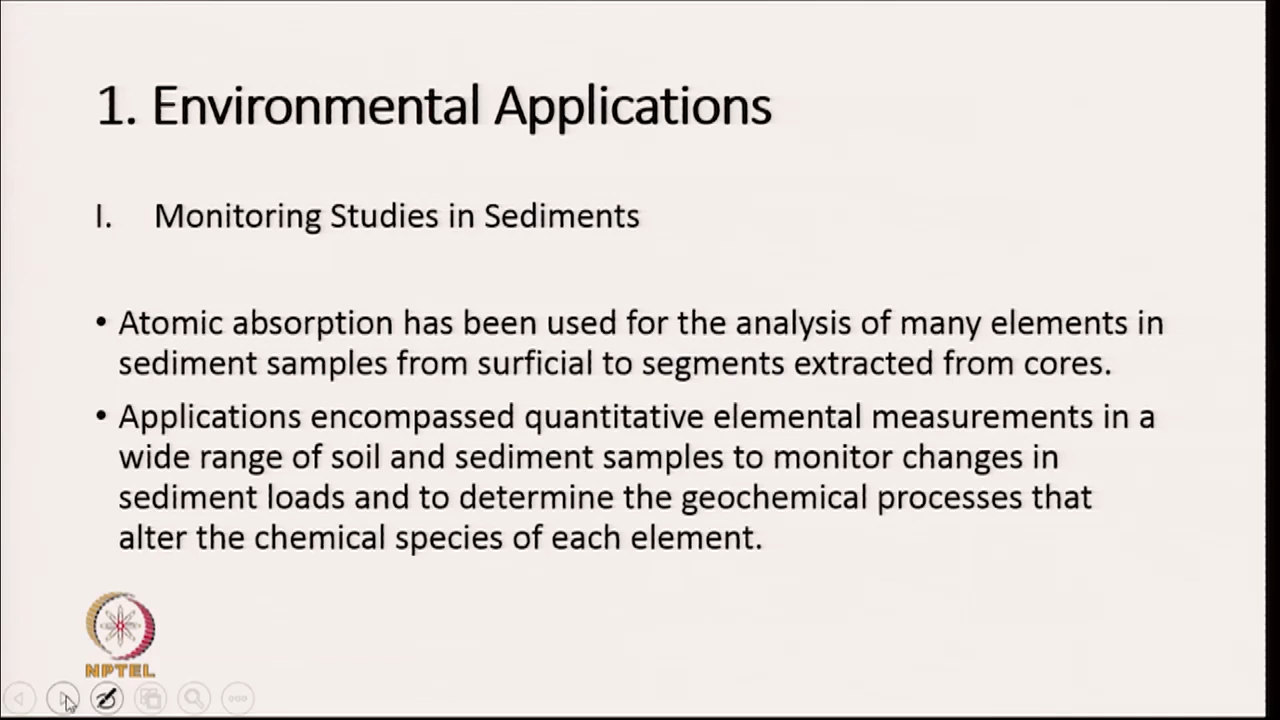 1. Environmental Applications
I. Monitoring Studies in Sediments
• Atomic absorption has been used for the analysis of many elements in
sediment samples from surficial to segments extracted from cores.
• Applications encompassed quantitative elemental measurements in a
wide range of soil and sediment samples to monitor changes in
sediment loads and to determine the geochemical processes that
alter the chemical species of each element.
NPTEL